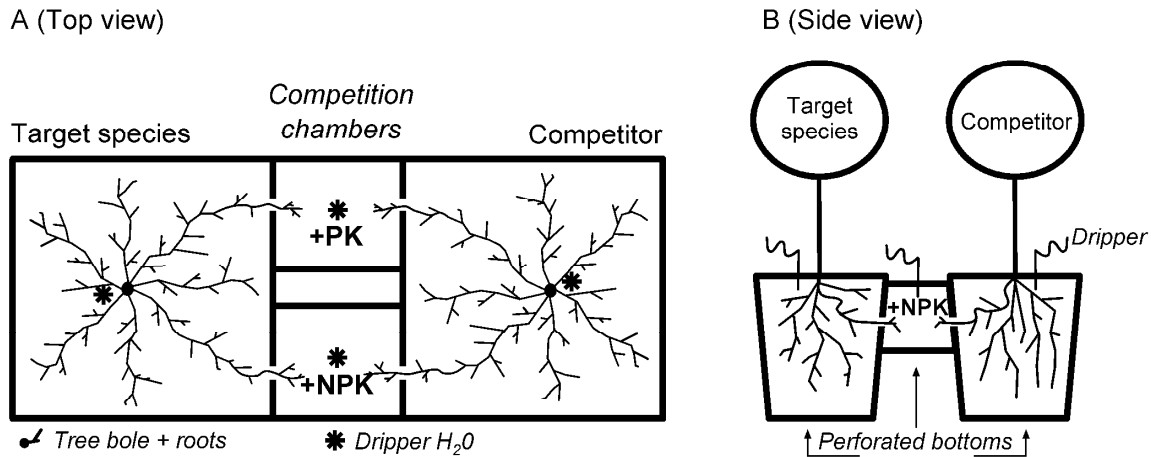 A (Top view)
Target species
Competition
chambers
Competitor
+PK
+NPK
Tree bole + roots
Dripper H₂0
B (Side view)
Target
species
Competitor
Dripper
+NPK
Perforated bottoms